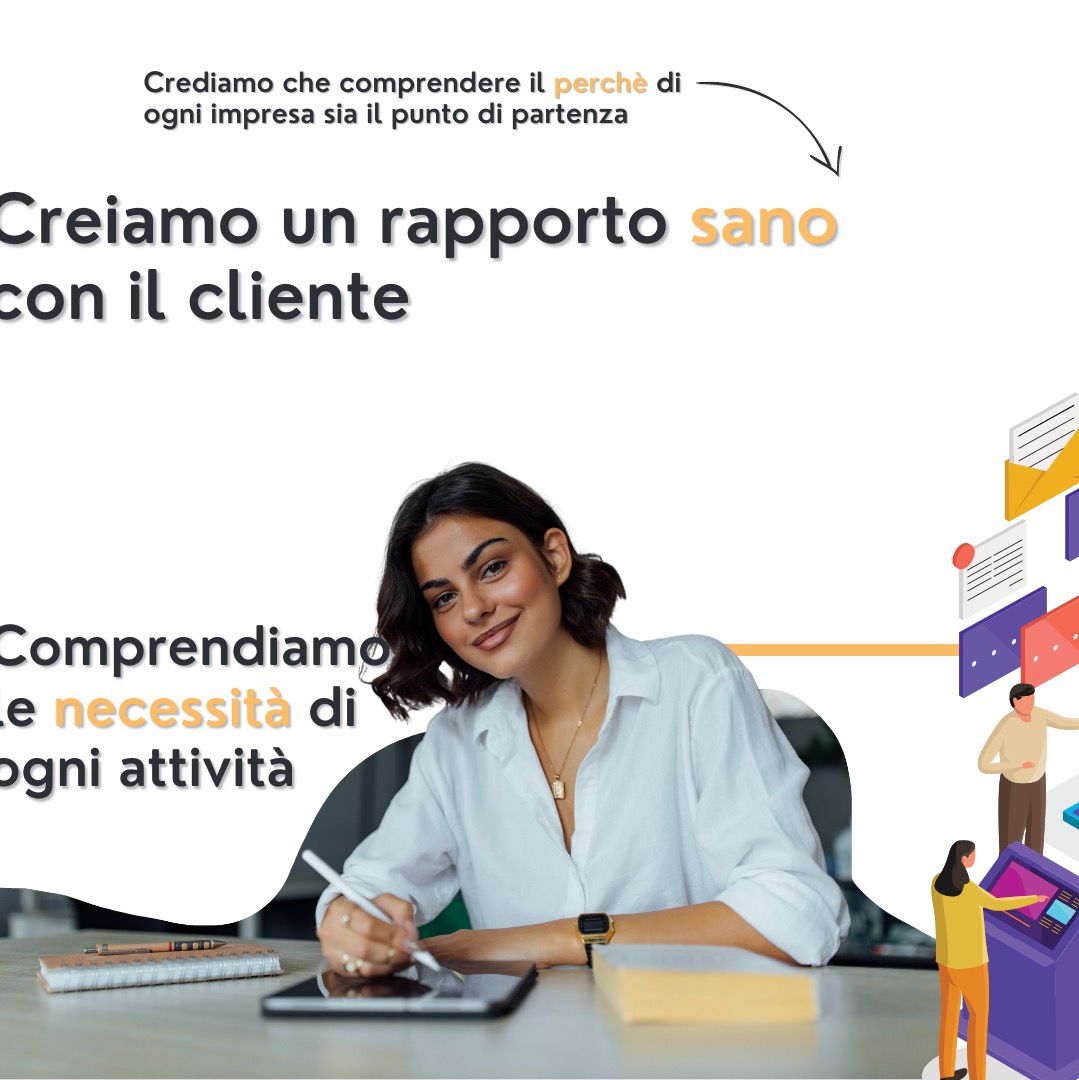 Crediamo che comprendere il perchè di
ogni impresa sia il punto di partenza
Creiamo un rapporto sano
con il cliente
Comprendiamo
le necessità di
ogni attività